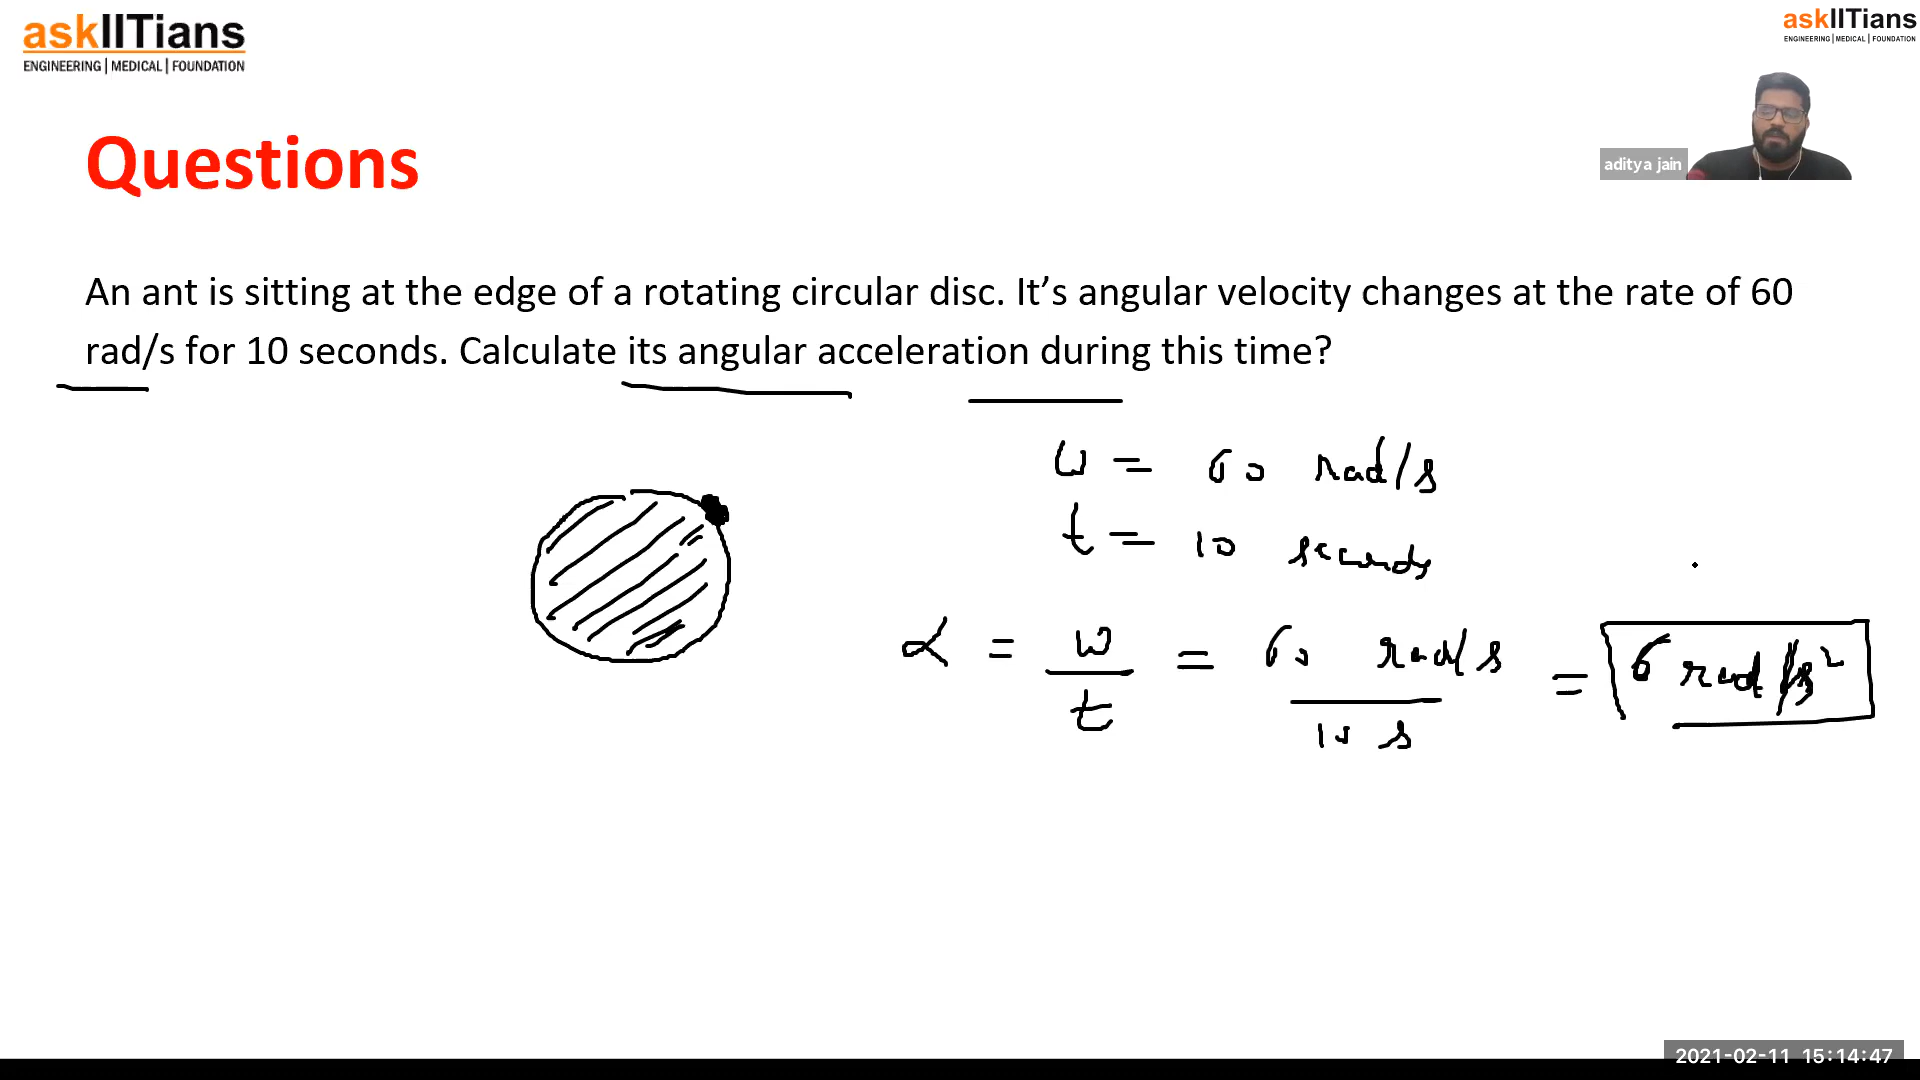 askIITians
ENGINEERING | MEDICAL | FOUNDATION
askIITians
ENGINEERING | MEDICAL | FOUNDATION
aditya jain
Questions
An ant is sitting at the edge of a rotating circular disc. It’s angular velocity changes at the rate of 60
rad/s for 10 seconds. Calculate its angular acceleration during this time?
ω = 60 rad/s
t = 10 seconds
α = ω/t = 60 rad/s / 10 s = 6 rad/s²
2021-02-11 15:14:47